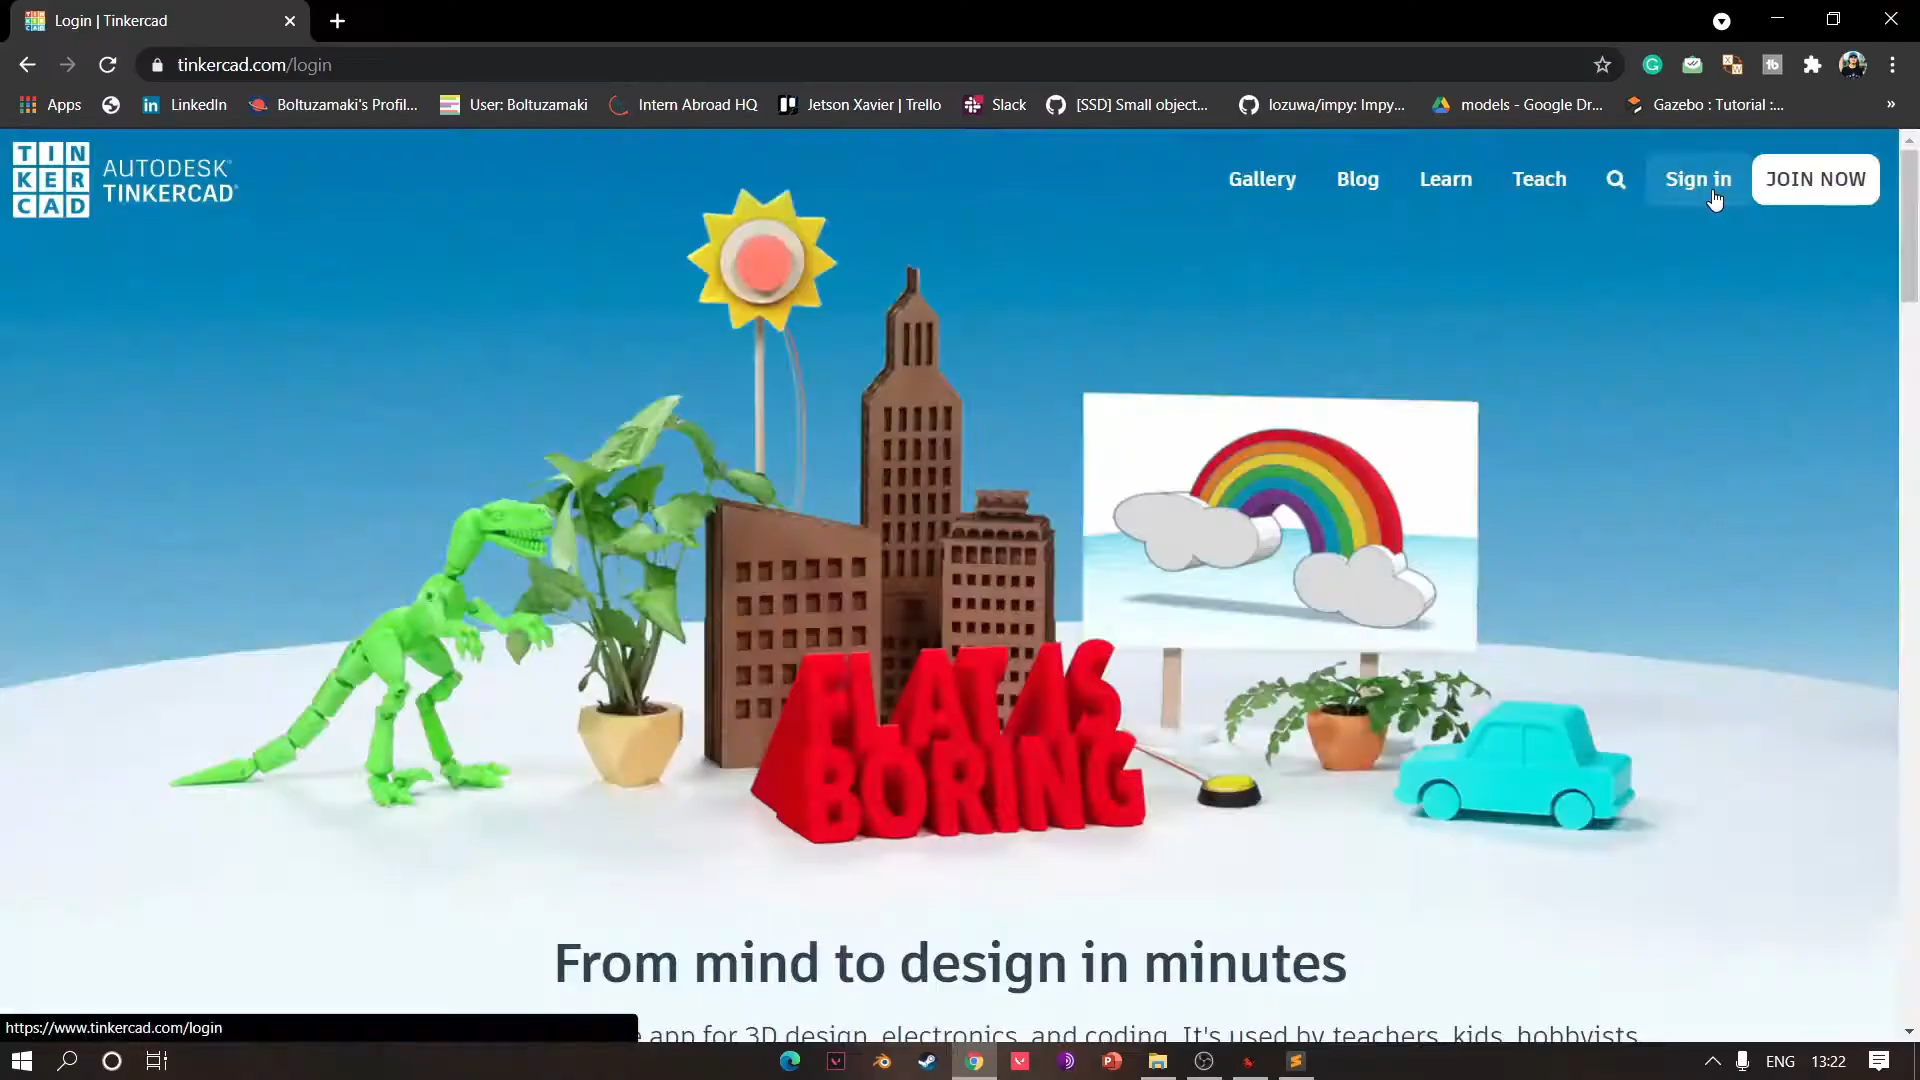 Login | Tinkercad
tinkercad.com/login
Apps LinkedIn Boltuzamaki's Profil... User: Boltuzamaki Intern Abroad HQ Jetson Xavier | Trello Slack [SSD] Small object... lozuwa/impy: Impy... models - Google Dr... Gazebo : Tutorial :... »
TIN
KER
CAD
AUTODESK®
TINKERCAD®
Gallery Blog Learn Teach Sign in JOIN NOW
FLAT IS
BORING
From mind to design in minutes
app for 3D design, electronics, and coding. It's used by teachers, kids, hobbyists,
https://www.tinkercad.com/login
ENG 13:22